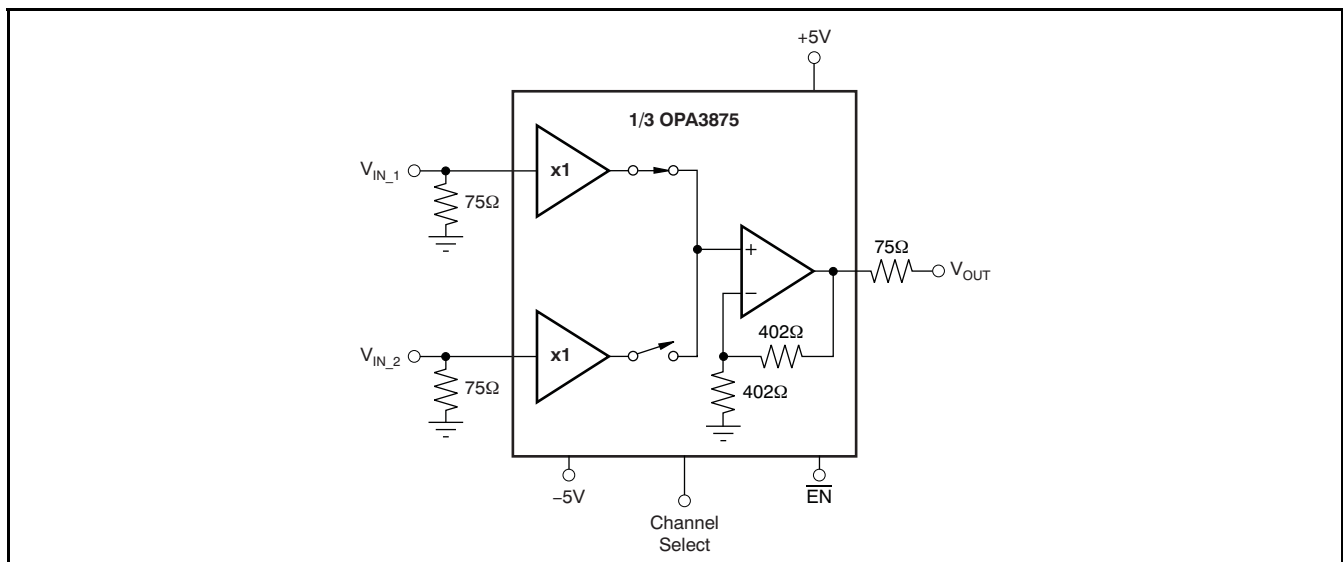 +5V
1/3 OPA3875
V_IN_1
x1
75Ω
+
−
75Ω
V_OUT
402Ω
402Ω
V_IN_2
x1
75Ω
−5V
EN
Channel
Select